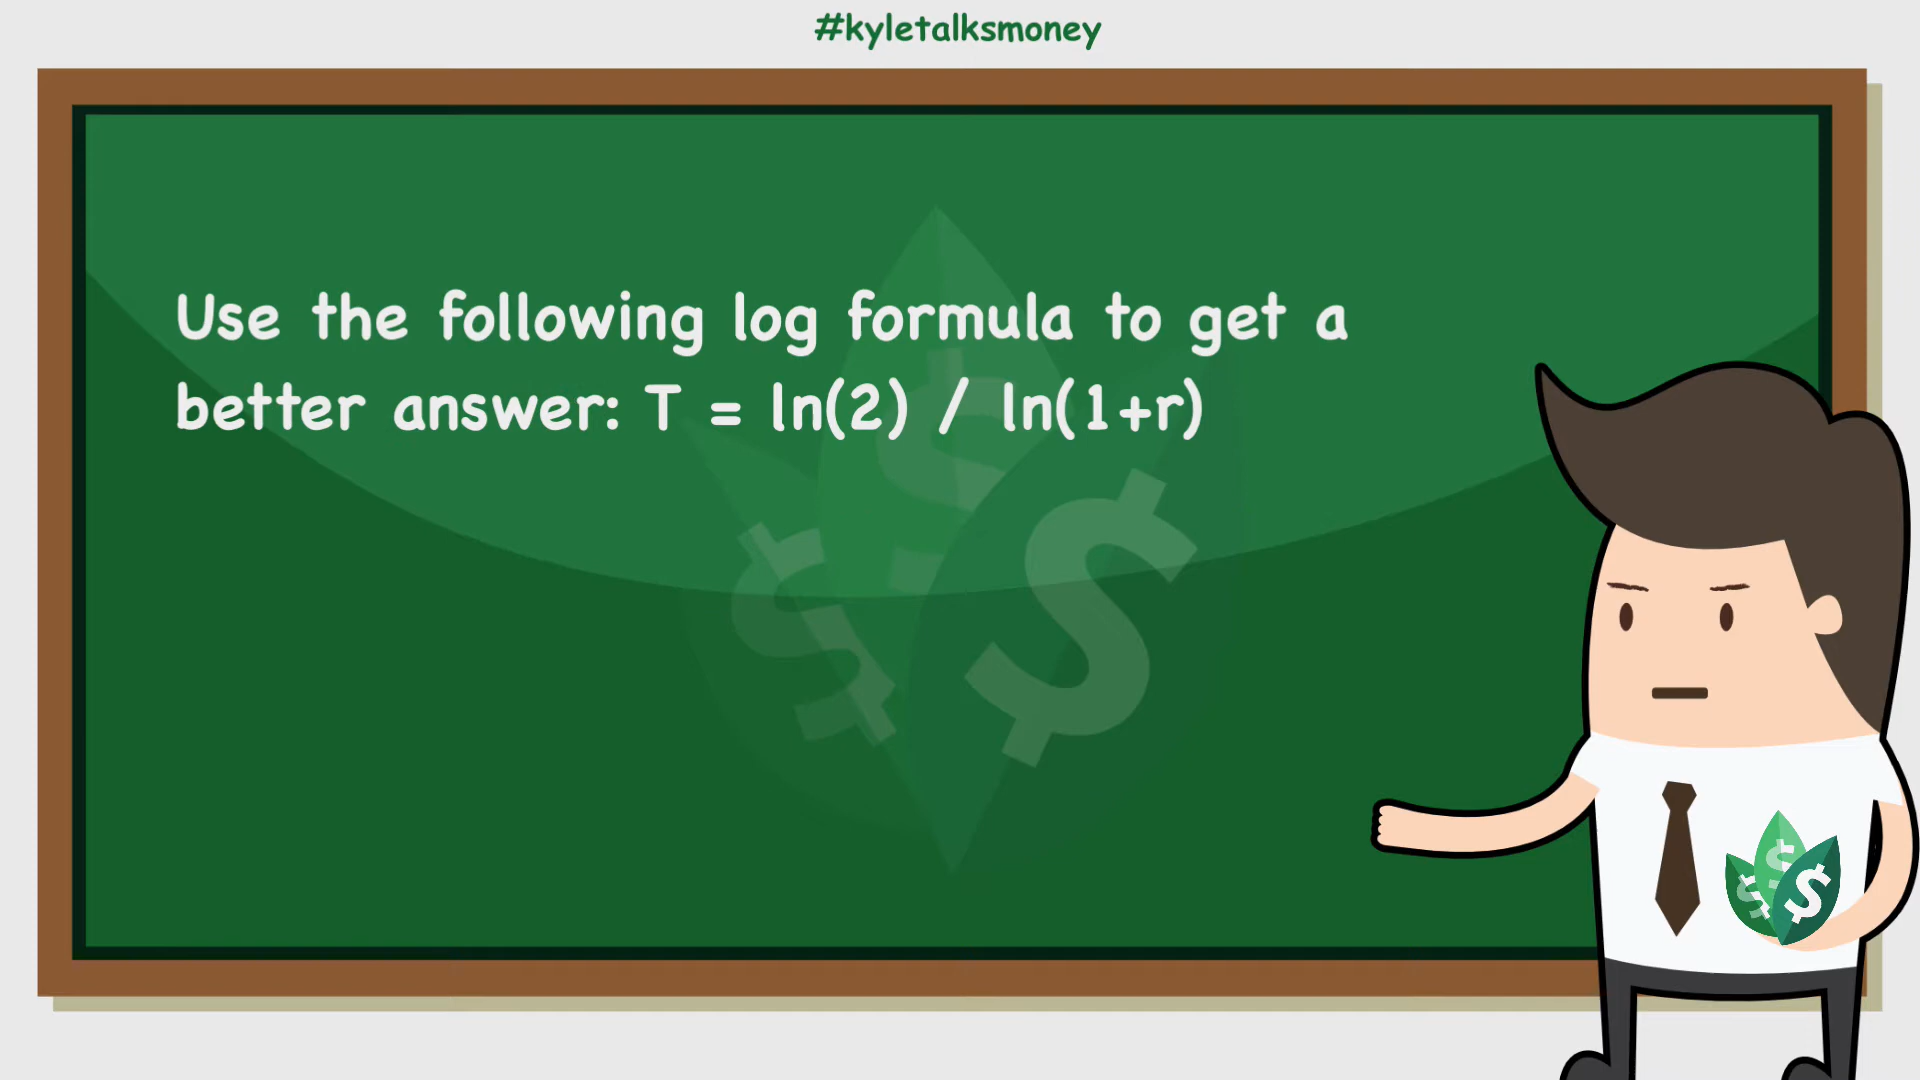 #kyletalksmoney
Use the following log formula to get a
better answer: T = ln(2) / ln(1+r)